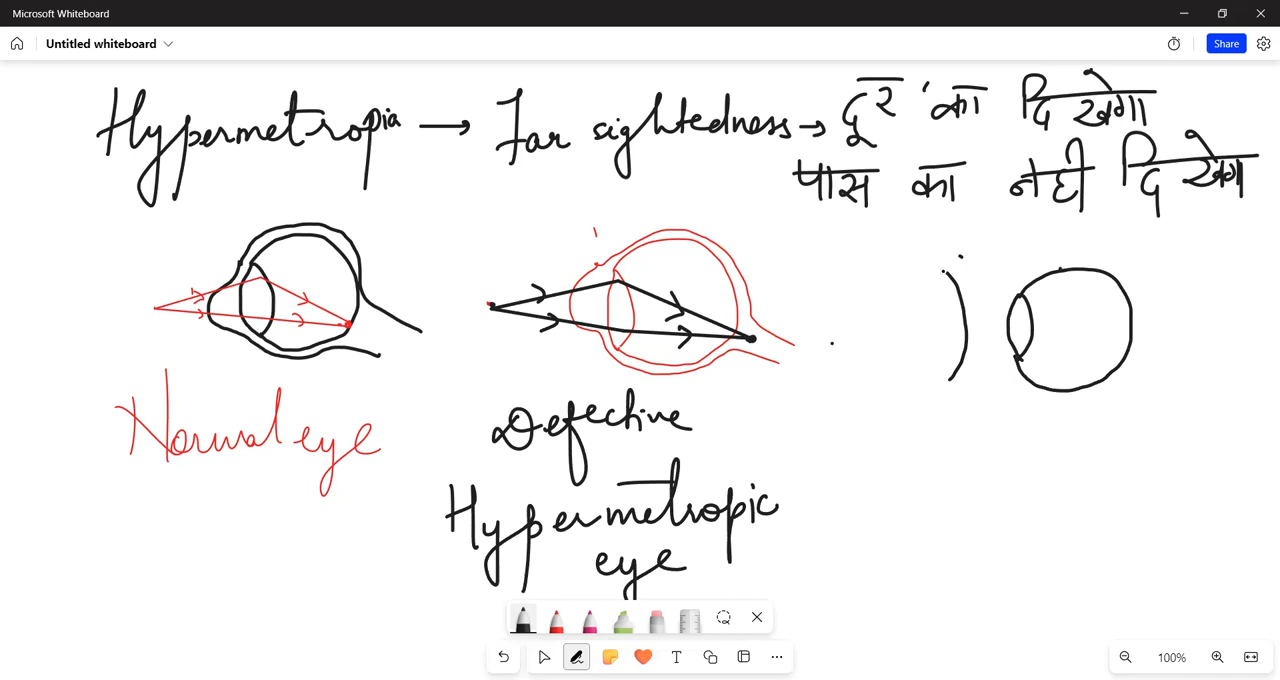 Microsoft Whiteboard
Untitled whiteboard
Share
Hypermetropia → Far sightedness → दूर का दिखेगा
पास का नही दिखेगा
Normal eye
Defective
Hypermetropic
eye
T
100%